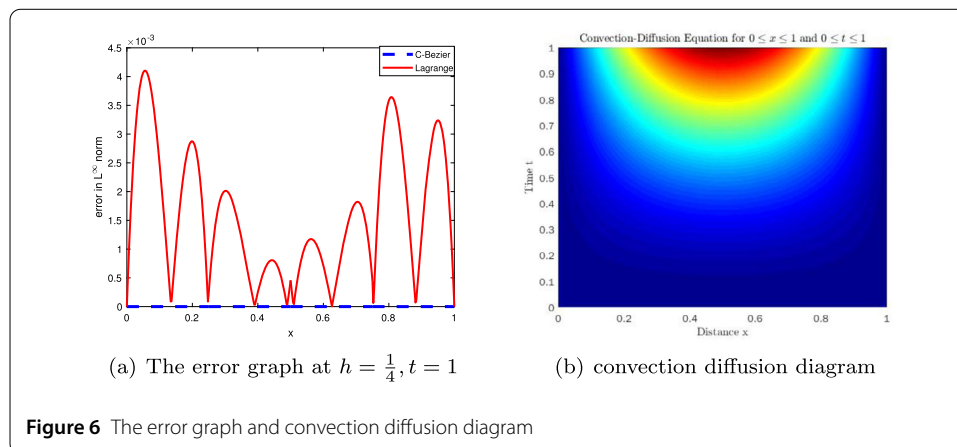 ×10⁻³
4.5
4
3.5
3
2.5
2
1.5
1
0.5
0
error in L∞ norm
C-Bezier
Lagrange
0 0.2 0.4 0.6 0.8 1
x
(a) The error graph at h = 1/4, t = 1
Convection-Diffusion Equation for 0 ≤ x ≤ 1 and 0 ≤ t ≤ 1
1
0.9
0.8
0.7
0.6
0.5
0.4
0.3
0.2
0.1
0
Time t
0 0.2 0.4 0.6 0.8 1
Distance x
(b) convection diffusion diagram
Figure 6 The error graph and convection diffusion diagram